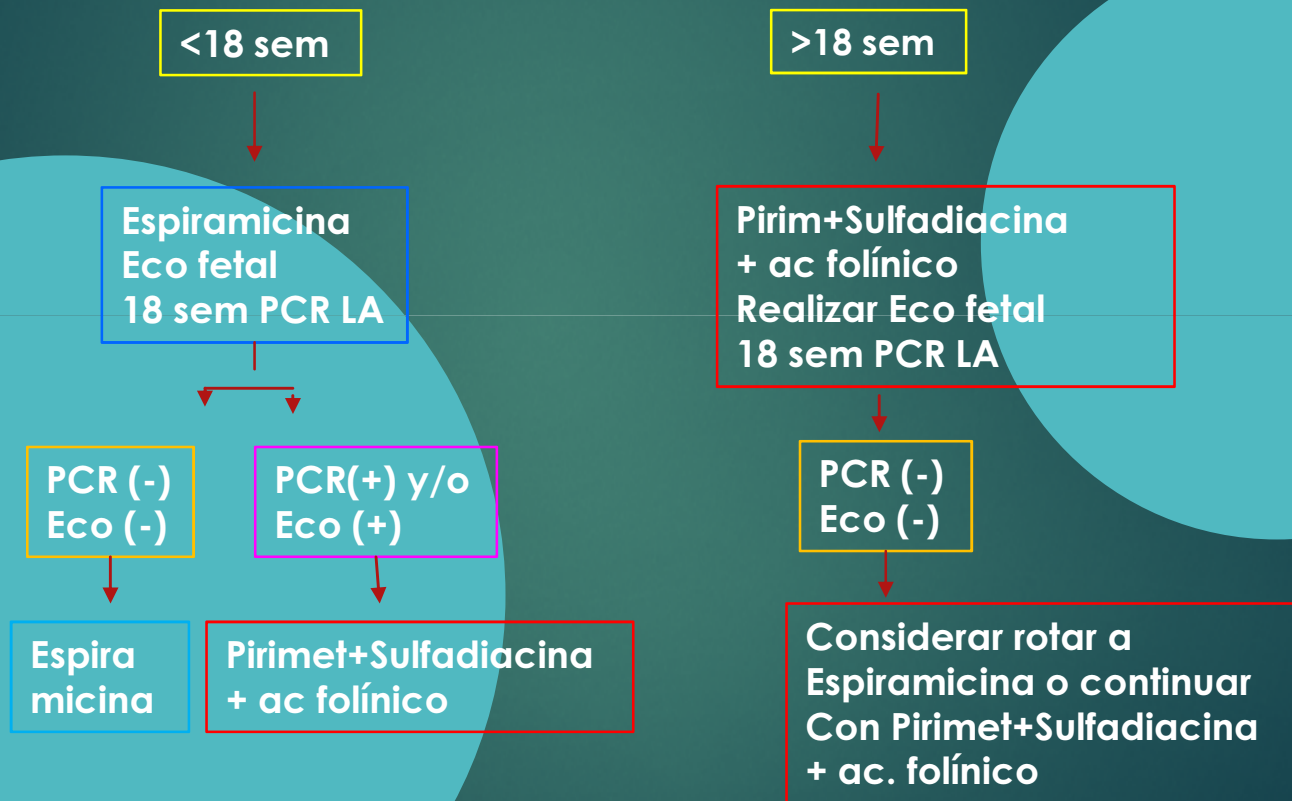 <18 sem
Espiramicina
Eco fetal
18 sem PCR LA
PCR (-)
Eco (-)
PCR(+) y/o
Eco (+)
Espira
micina
Pirimet+Sulfadiacina
+ ac folínico
>18 sem
Pirim+Sulfadiacina
+ ac folínico
Realizar Eco fetal
18 sem PCR LA
PCR (-)
Eco (-)
Considerar rotar a
Espiramicina o continuar
Con Pirimet+Sulfadiacina
+ ac. folínico